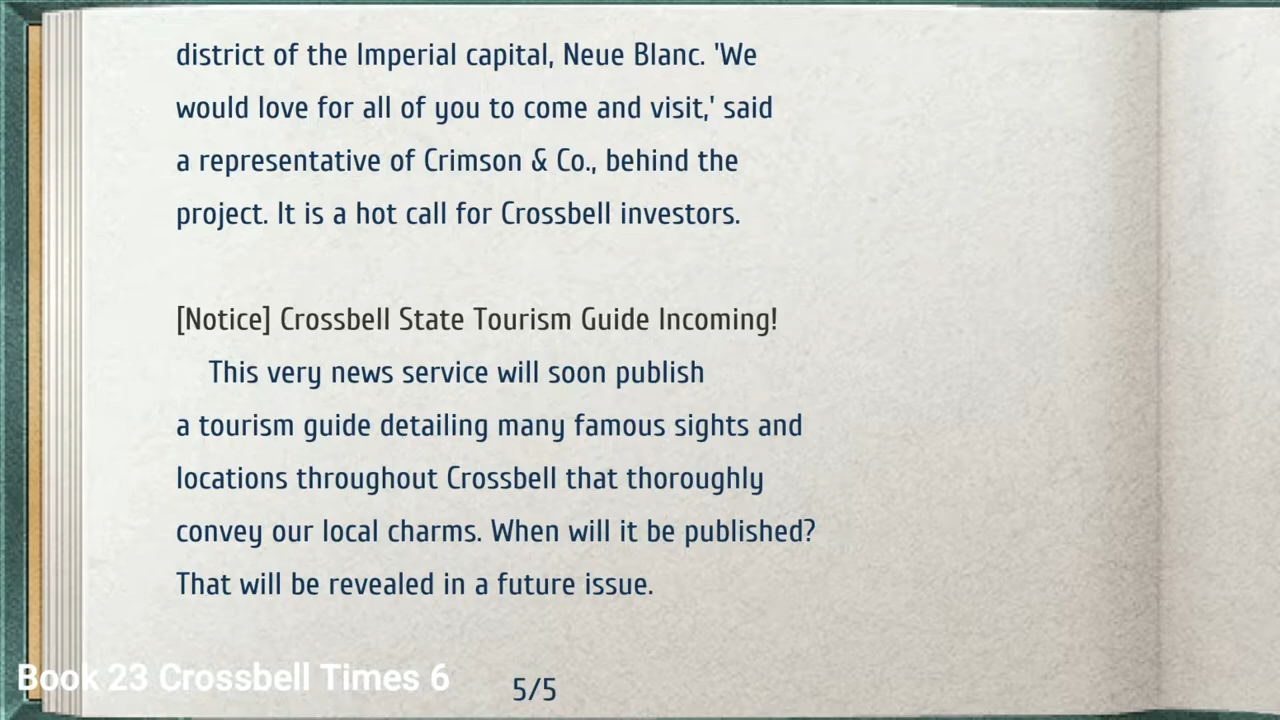 district of the Imperial capital, Neue Blanc. 'We
would love for all of you to come and visit,' said
a representative of Crimson & Co., behind the
project. It is a hot call for Crossbell investors.
[Notice] Crossbell State Tourism Guide Incoming!
This very news service will soon publish
a tourism guide detailing many famous sights and
locations throughout Crossbell that thoroughly
convey our local charms. When will it be published?
That will be revealed in a future issue.
Book 23 Crossbell Times 6
5/5